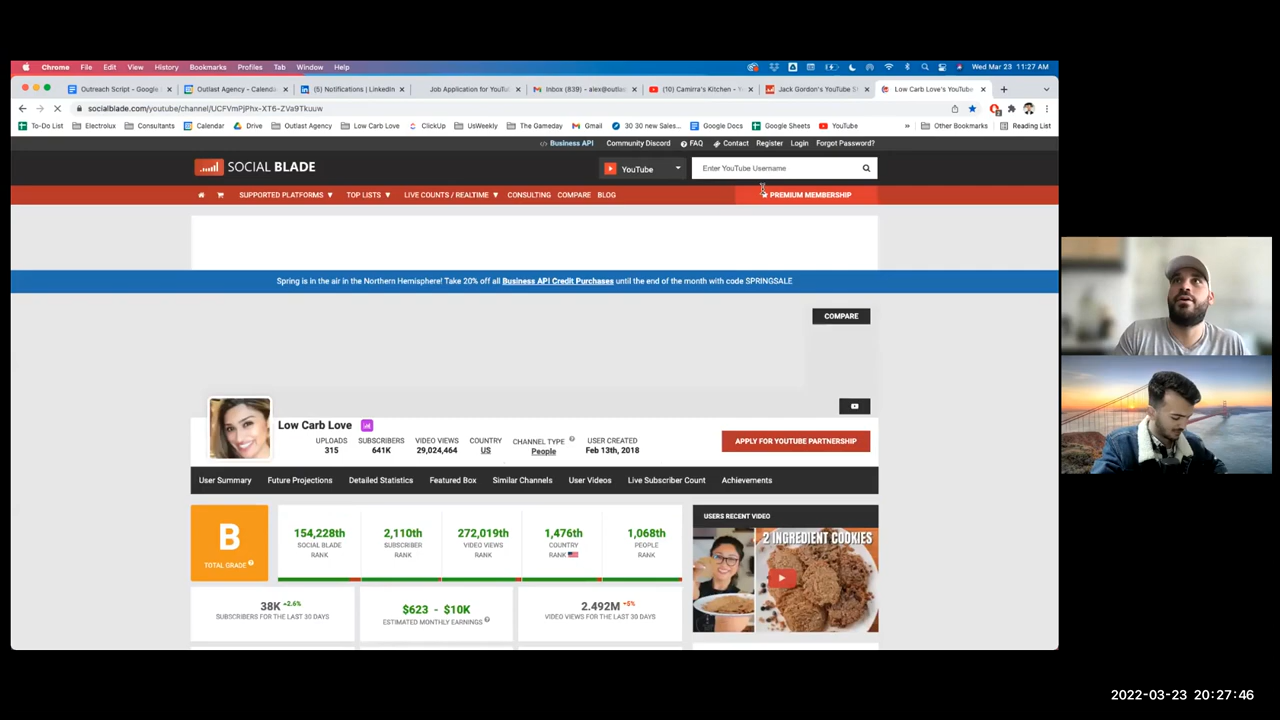 Chrome File Edit View History Bookmarks Profiles Tab Window Help Wed Mar 23 11:27 AM
Outreach Script - Google Outlast Agency - Calenda (5) Notifications | LinkedIn Job Application for YouTu Inbox (839) - alex@outlas (10) Camirra's Kitchen - Y Jack Gordon's YouTube S Low Carb Love's YouTub
socialblade.com/youtube/channel/UCFVmPjPhx-XT6-ZVa9Tkuuw
To-Do List Electrolux Consultants Calendar Drive Outlast Agency Low Carb Love ClickUp UsWeekly The Gameday Gmail 30 30 new Sales... Google Docs Google Sheets YouTube » Other Bookmarks Reading List
</> Business API Community Discord FAQ Contact Register Login Forgot Password?
SOCIAL BLADE YouTube Enter YouTube Username
SUPPORTED PLATFORMS TOP LISTS LIVE COUNTS / REALTIME CONSULTING COMPARE BLOG PREMIUM MEMBERSHIP
Spring is in the air in the Northern Hemisphere! Take 20% off all Business API Credit Purchases until the end of the month with code SPRINGSALE
COMPARE
Low Carb Love
UPLOADS SUBSCRIBERS VIDEO VIEWS COUNTRY CHANNEL TYPE USER CREATED
315 641K 29,024,464 US People Feb 13th, 2018
APPLY FOR YOUTUBE PARTNERSHIP
User Summary Future Projections Detailed Statistics Featured Box Similar Channels User Videos Live Subscriber Count Achievements
B
TOTAL GRADE
154,228th 2,110th 272,019th 1,476th 1,068th
SOCIAL BLADE SUBSCRIBER VIDEO VIEWS COUNTRY PEOPLE
RANK RANK RANK RANK RANK
USERS RECENT VIDEO
2 INGREDIENT COOKIES
38K +2.6%
SUBSCRIBERS FOR THE LAST 30 DAYS
$623 - $10K
ESTIMATED MONTHLY EARNINGS
2.492M +5%
VIDEO VIEWS FOR THE LAST 30 DAYS
2022-03-23 20:27:46